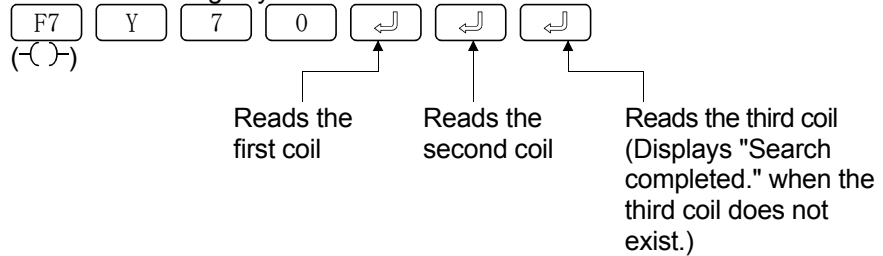 F7 Y 7 0
(-( )-)
Reads the
first coil
Reads the
second coil
Reads the third coil
(Displays "Search
completed." when the
third coil does not
exist.)